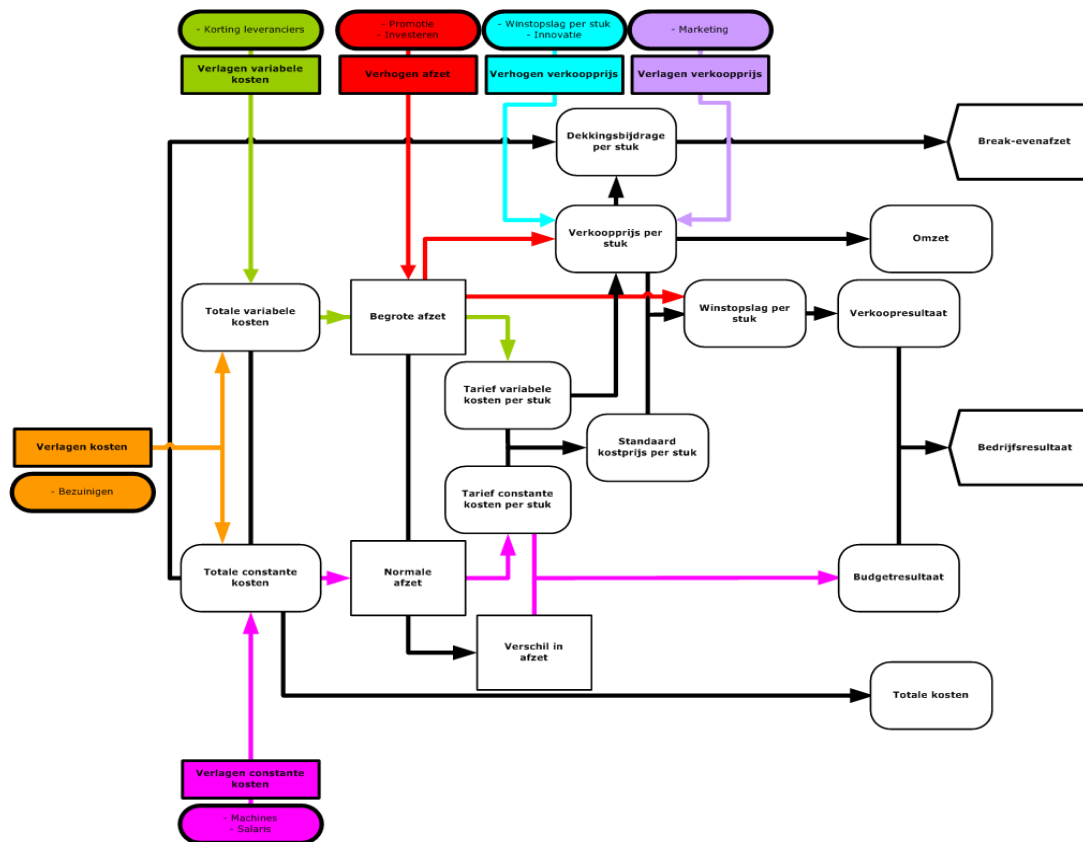 - Korting leveranciers
- Promotie
- Investeren
- Winstopslag per stuk
- Innovatie
- Marketing
Verlagen variabele
kosten
Verhogen afzet
Verhogen verkoopprijs
Verlagen verkoopprijs
Dekkingsbijdrage
per stuk
Break-evenafzet
Verkoopprijs per
stuk
Omzet
Totale variabele
kosten
Begrote afzet
Winstopslag per
stuk
Verkoopresultaat
Tarief variabele
kosten per stuk
Verlagen kosten
Standaard
kostprijs per stuk
Bedrijfsresultaat
- Bezuinigen
Tarief constante
kosten per stuk
Totale constante
kosten
Normale
afzet
Budgetresultaat
Verschil in
afzet
Totale kosten
Verlagen constante
kosten
- Machines
- Salaris